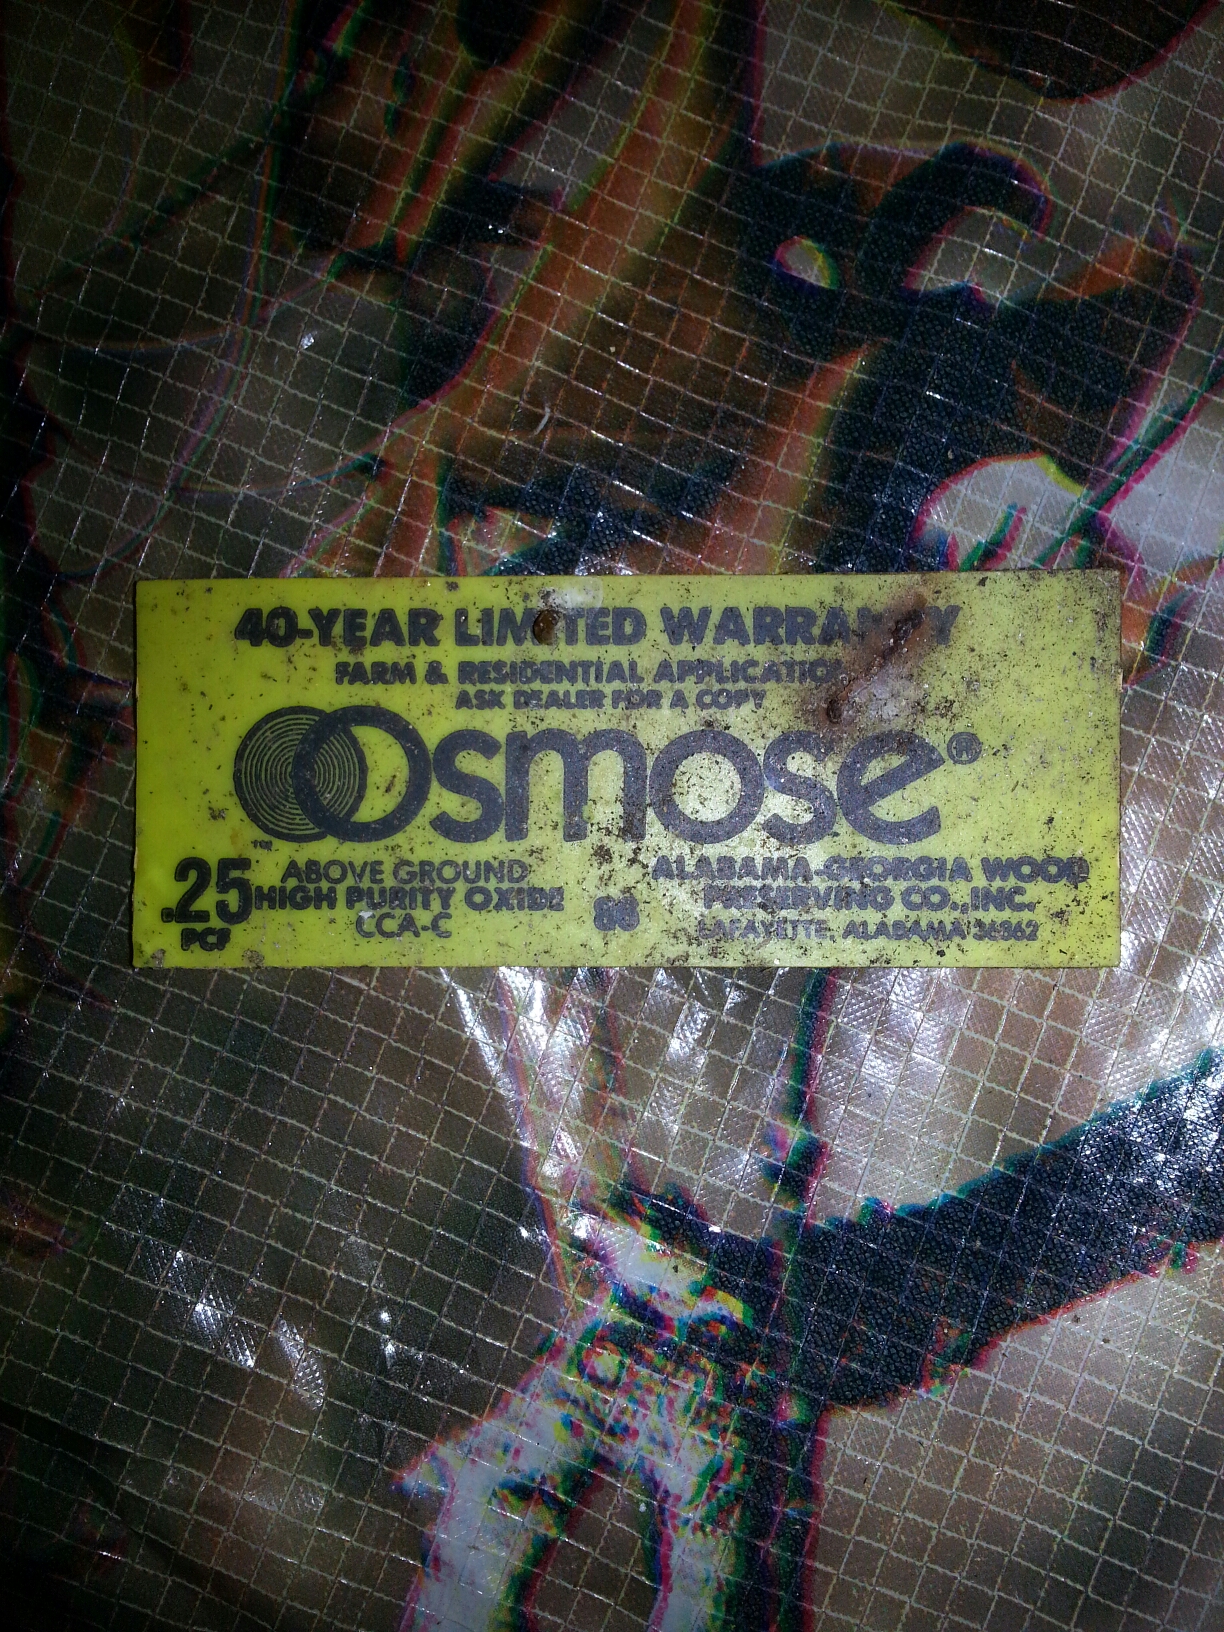 40-YEAR LIMITED WARRANTY
FARM & RESIDENTIAL APPLICATION
ASK DEALER FOR A COPY
Osmose®
TM
.25 PCF
ABOVE GROUND
HIGH PURITY OXIDE
CCA-C
ALABAMA-GEORGIA WOOD
PRESERVING CO., INC.
LAFAYETTE, ALABAMA 36862